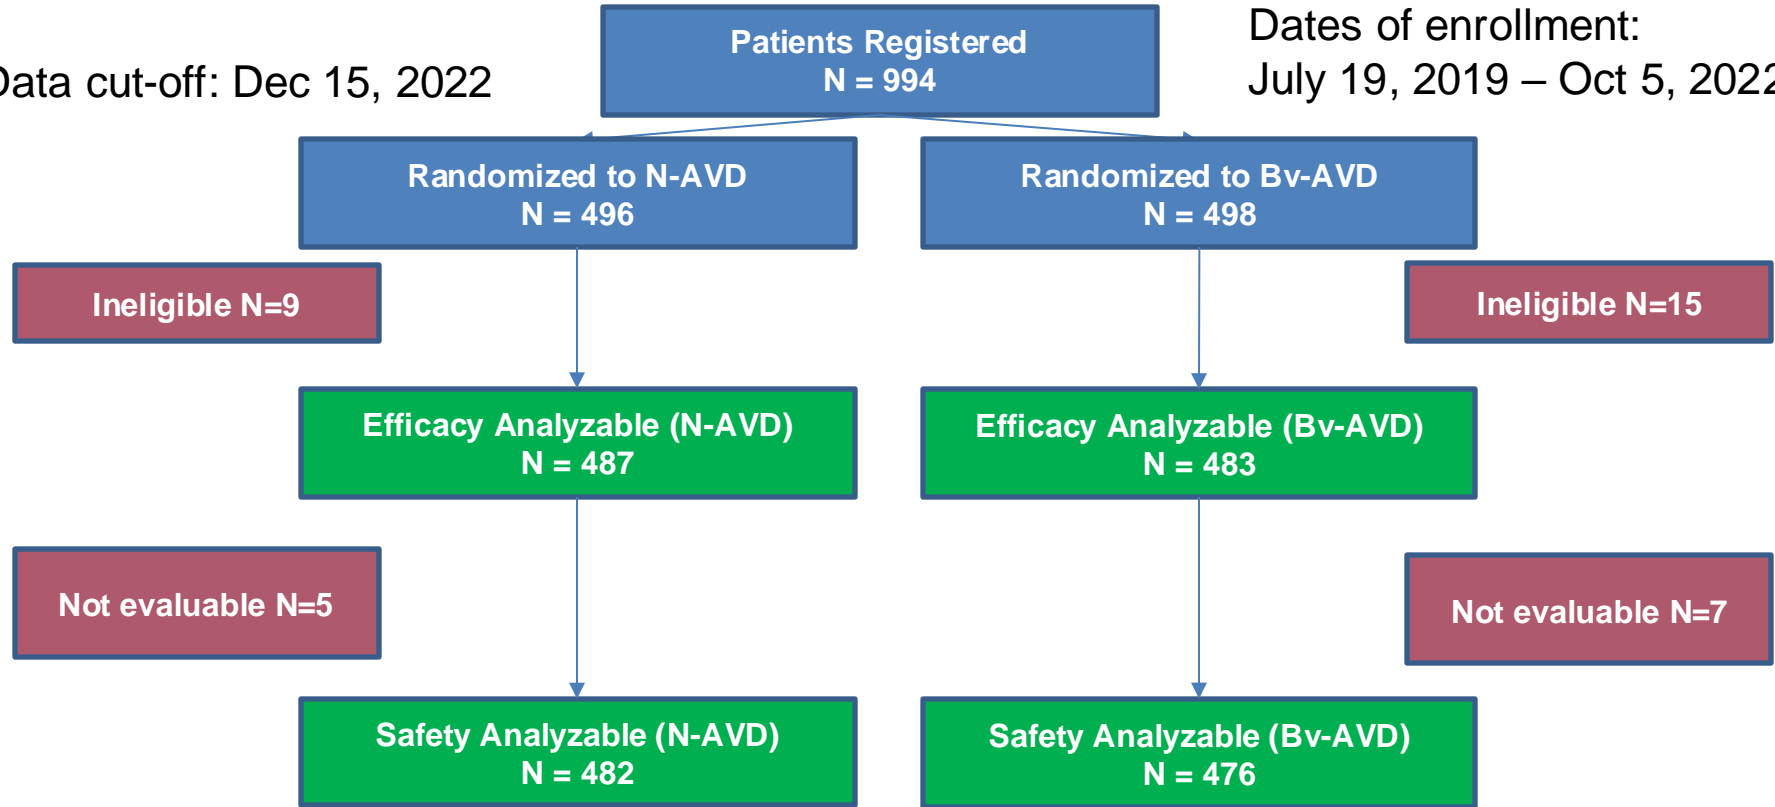 Patients Registered
N = 994
Dates of enrollment:
July 19, 2019 – Oct 5, 2022
Data cut-off: Dec 15, 2022
Randomized to N-AVD
N = 496
Randomized to Bv-AVD
N = 498
Ineligible N=9
Ineligible N=15
Efficacy Analyzable (N-AVD)
N = 487
Efficacy Analyzable (Bv-AVD)
N = 483
Not evaluable N=5
Not evaluable N=7
Safety Analyzable (N-AVD)
N = 482
Safety Analyzable (Bv-AVD)
N = 476